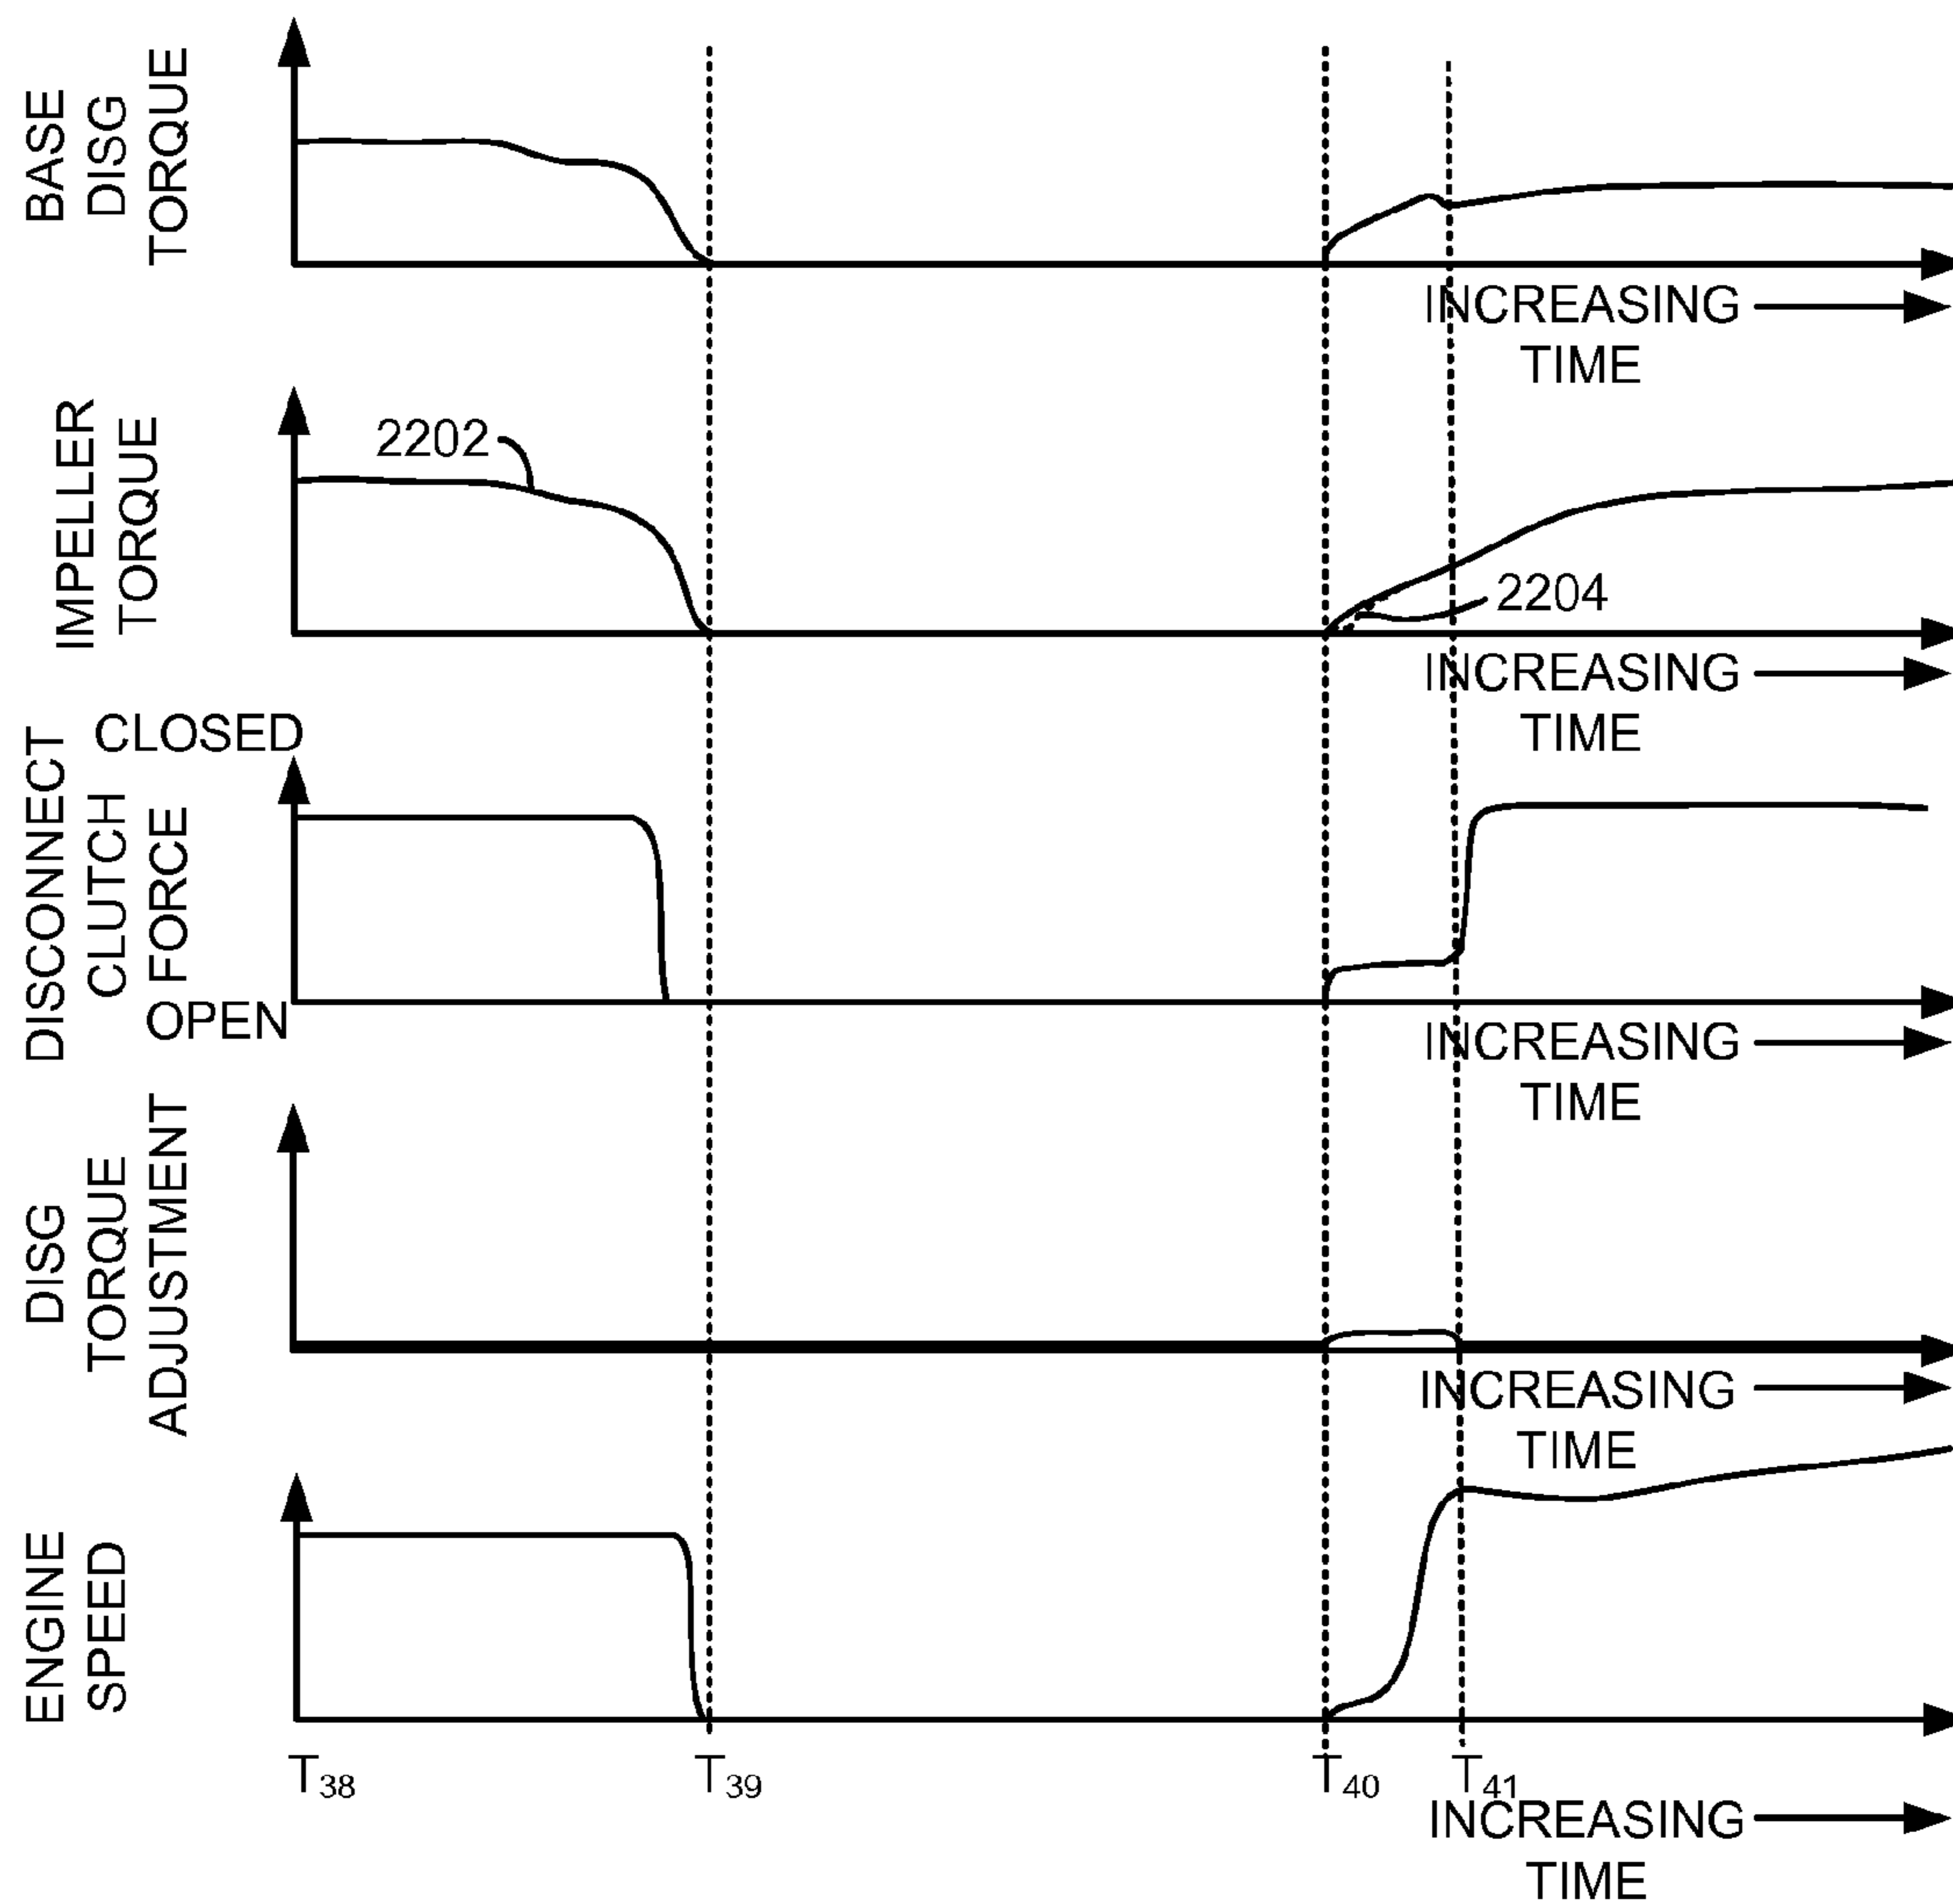 BASE
DISG
TORQUE
INCREASING
TIME
IMPELLER
TORQUE
2202
2204
INCREASING
TIME
DISCONNECT
CLUTCH
FORCE
CLOSED
OPEN
INCREASING
TIME
DISG
TORQUE
ADJUSTMENT
INCREASING
TIME
ENGINE
SPEED
T38 T39 T40 T41
INCREASING
TIME